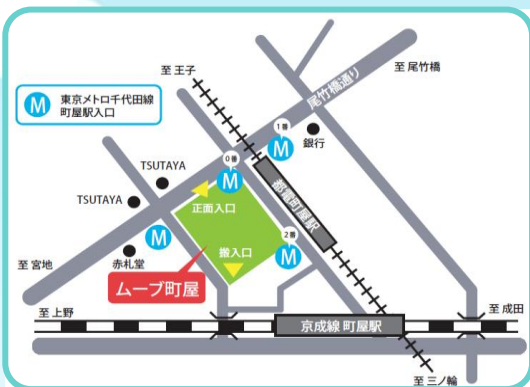 至 王子
至 尾竹橋
尾竹橋通り
M
東京メトロ千代田線
町屋駅入口
1番
M
銀行
TSUTAYA
0番
M
都電町屋駅
TSUTAYA
正面入口
M
2番
M
搬入口
赤札堂
至 宮地
ムーブ町屋
至 上野
京成線 町屋駅
至 成田
至 三ノ輪